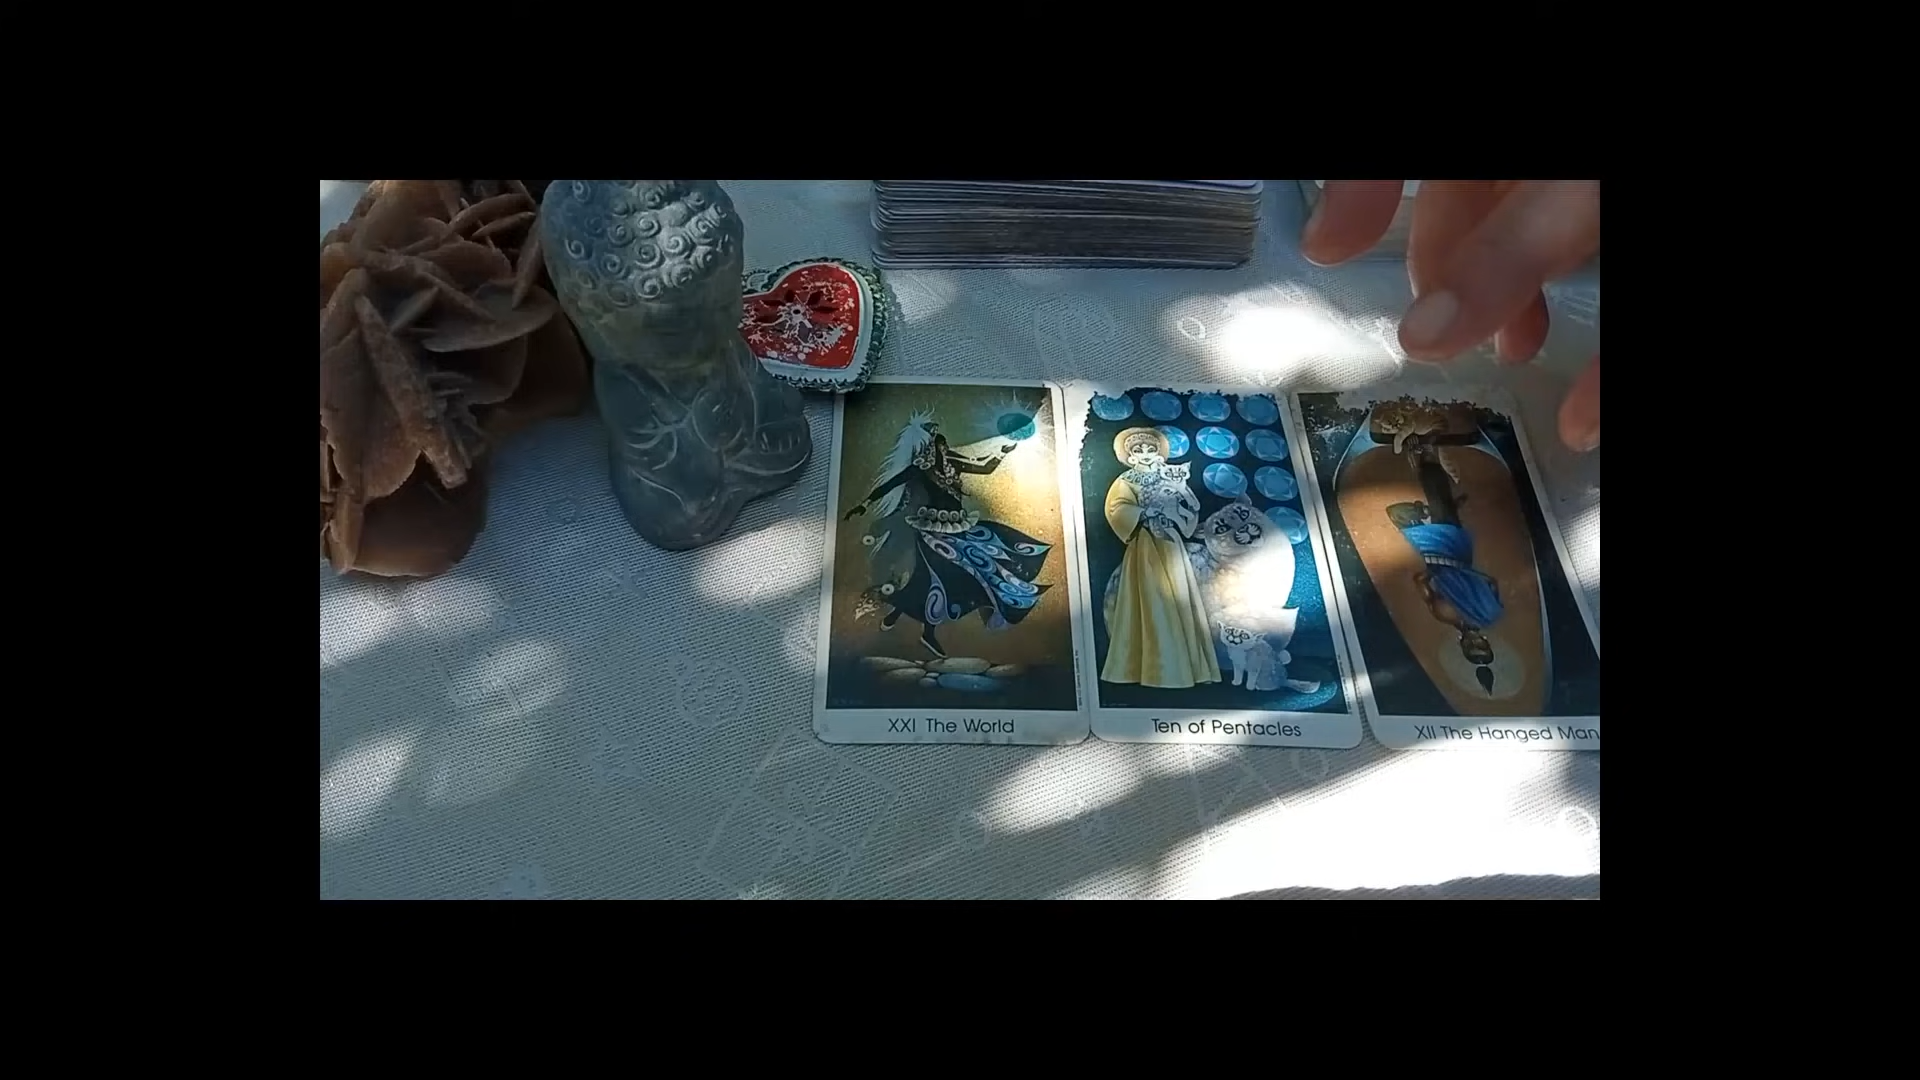 XXI The World
Ten of Pentacles
XII The Hanged Man